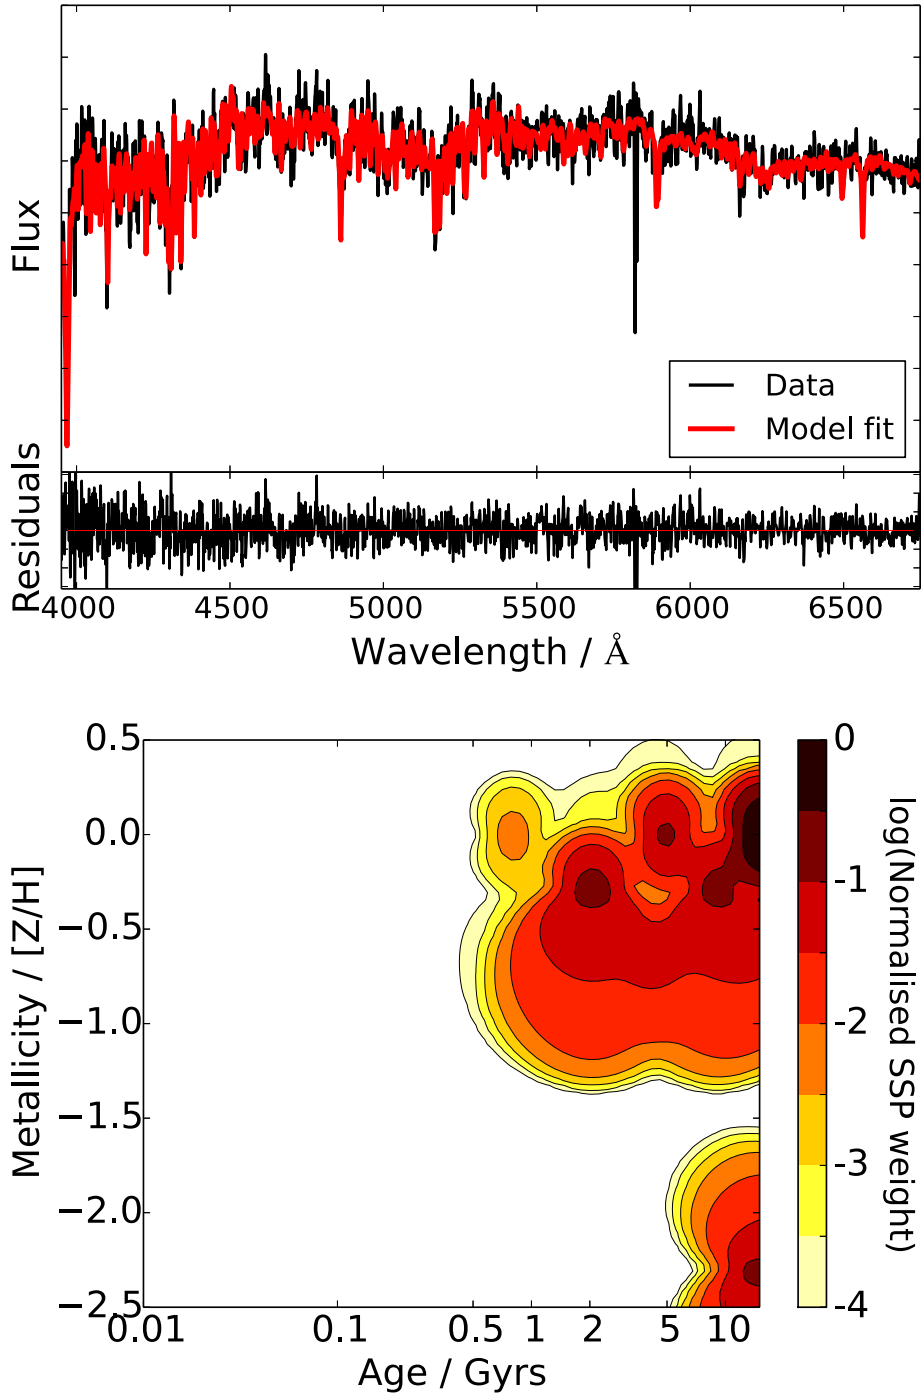 Flux
Data
Model fit
Residuals
4000 4500 5000 5500 6000 6500
Wavelength / Å
0.5
0.0
−0.5
−1.0
−1.5
−2.0
−2.5
Metallicity / [Z/H]
0.01 0.1 0.5 1 2 5 10
Age / Gyrs
0
-1
-2
-3
-4
log(Normalised SSP weight)